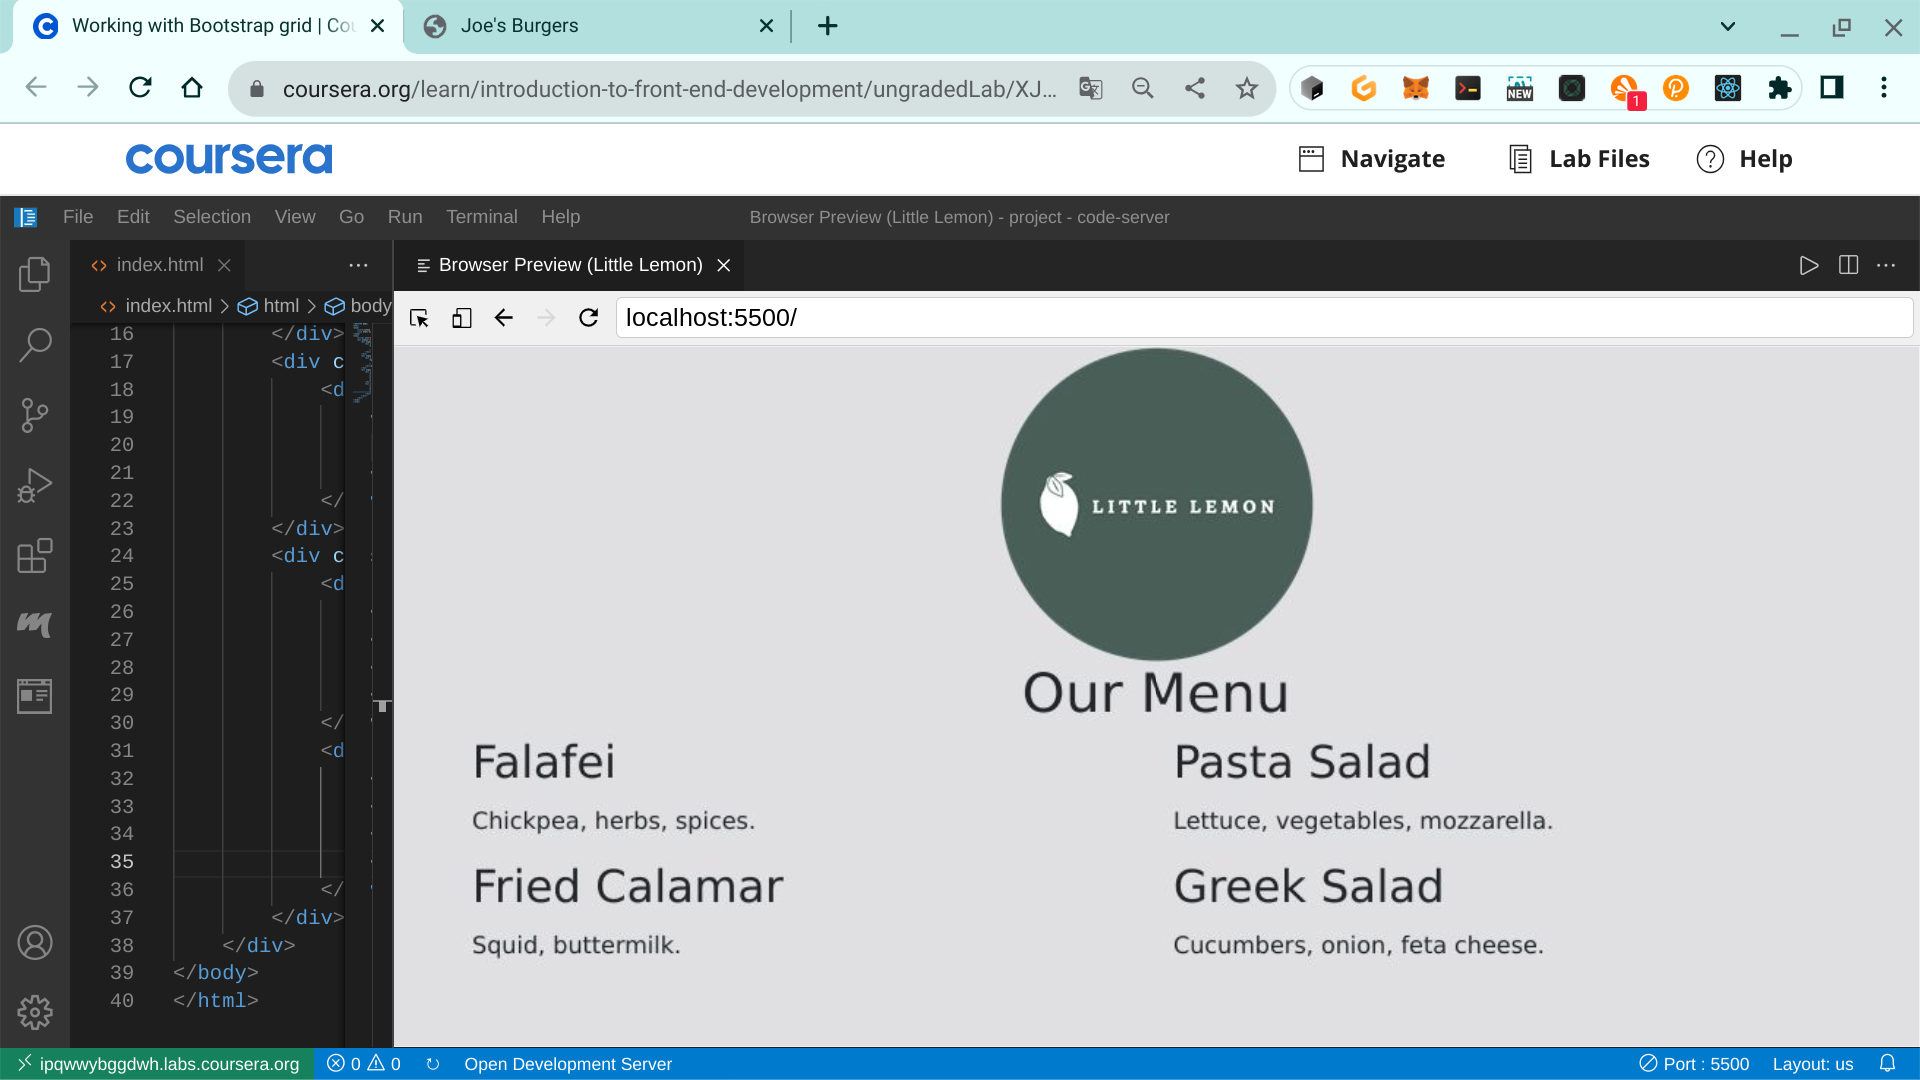 Working with Bootstrap grid | Cou
Joe's Burgers
coursera.org/learn/introduction-to-front-end-development/ungradedLab/XJ...
NEW
1
coursera
Navigate
Lab Files
Help
File Edit Selection View Go Run Terminal Help
Browser Preview (Little Lemon) - project - code-server
index.html
Browser Preview (Little Lemon)
index.html > html > body
localhost:5500/
16 </div>
17 <div c
18 <d
19
20
21
22 </
23 </div>
24 <div c
25 <d
26
27
28
29
30 </
31 <d
32
33
34
35
36 </
37 </div>
38 </div>
39 </body>
40 </html>
LITTLE LEMON
Our Menu
Falafei
Chickpea, herbs, spices.
Pasta Salad
Lettuce, vegetables, mozzarella.
Fried Calamar
Squid, buttermilk.
Greek Salad
Cucumbers, onion, feta cheese.
ipqwwybggdwh.labs.coursera.org
0 0
Open Development Server
Port : 5500
Layout: us